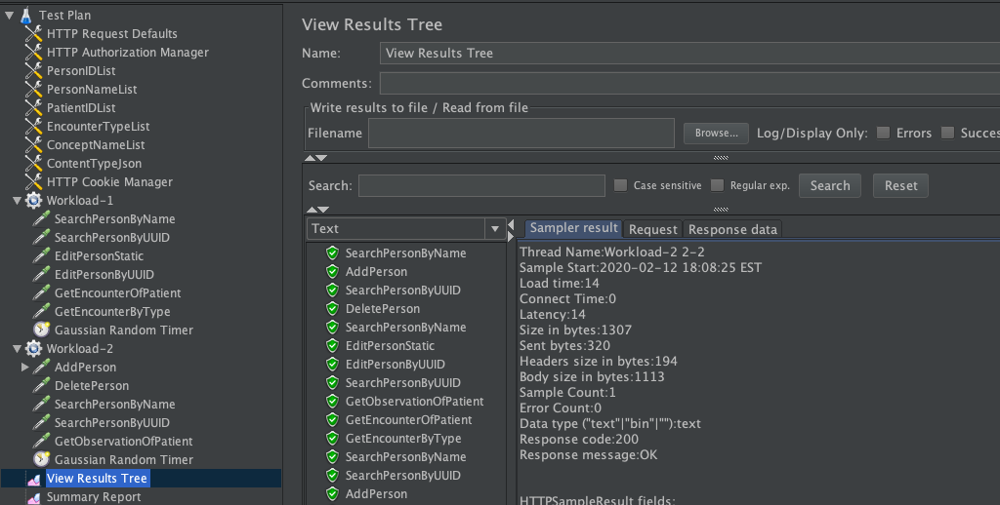 Test Plan
HTTP Request Defaults
HTTP Authorization Manager
PersonIDList
PersonNameList
PatientIDList
EncounterTypeList
ConceptNameList
ContentTypeJson
HTTP Cookie Manager
Workload-1
SearchPersonByName
SearchPersonByUUID
EditPersonStatic
EditPersonByUUID
GetEncounterOfPatient
GetEncounterByType
Gaussian Random Timer
Workload-2
AddPerson
DeletePerson
SearchPersonByName
SearchPersonByUUID
GetObservationOfPatient
Gaussian Random Timer
View Results Tree
Summary Report
View Results Tree
Name: View Results Tree
Comments:
Write results to file / Read from file
Filename Browse... Log/Display Only: Errors Succes
Search: Case sensitive Regular exp. Search Reset
Text
SearchPersonByName
AddPerson
SearchPersonByUUID
DeletePerson
SearchPersonByName
EditPersonStatic
EditPersonByUUID
SearchPersonByUUID
GetObservationOfPatient
GetEncounterOfPatient
GetEncounterByType
SearchPersonByName
SearchPersonByUUID
AddPerson
Sampler result Request Response data
Thread Name:Workload-2 2-2
Sample Start:2020-02-12 18:08:25 EST
Load time:14
Connect Time:0
Latency:14
Size in bytes:1307
Sent bytes:320
Headers size in bytes:194
Body size in bytes:1113
Sample Count:1
Error Count:0
Data type ("text"|"bin"|""):text
Response code:200
Response message:OK
HTTPSampleResult fields: